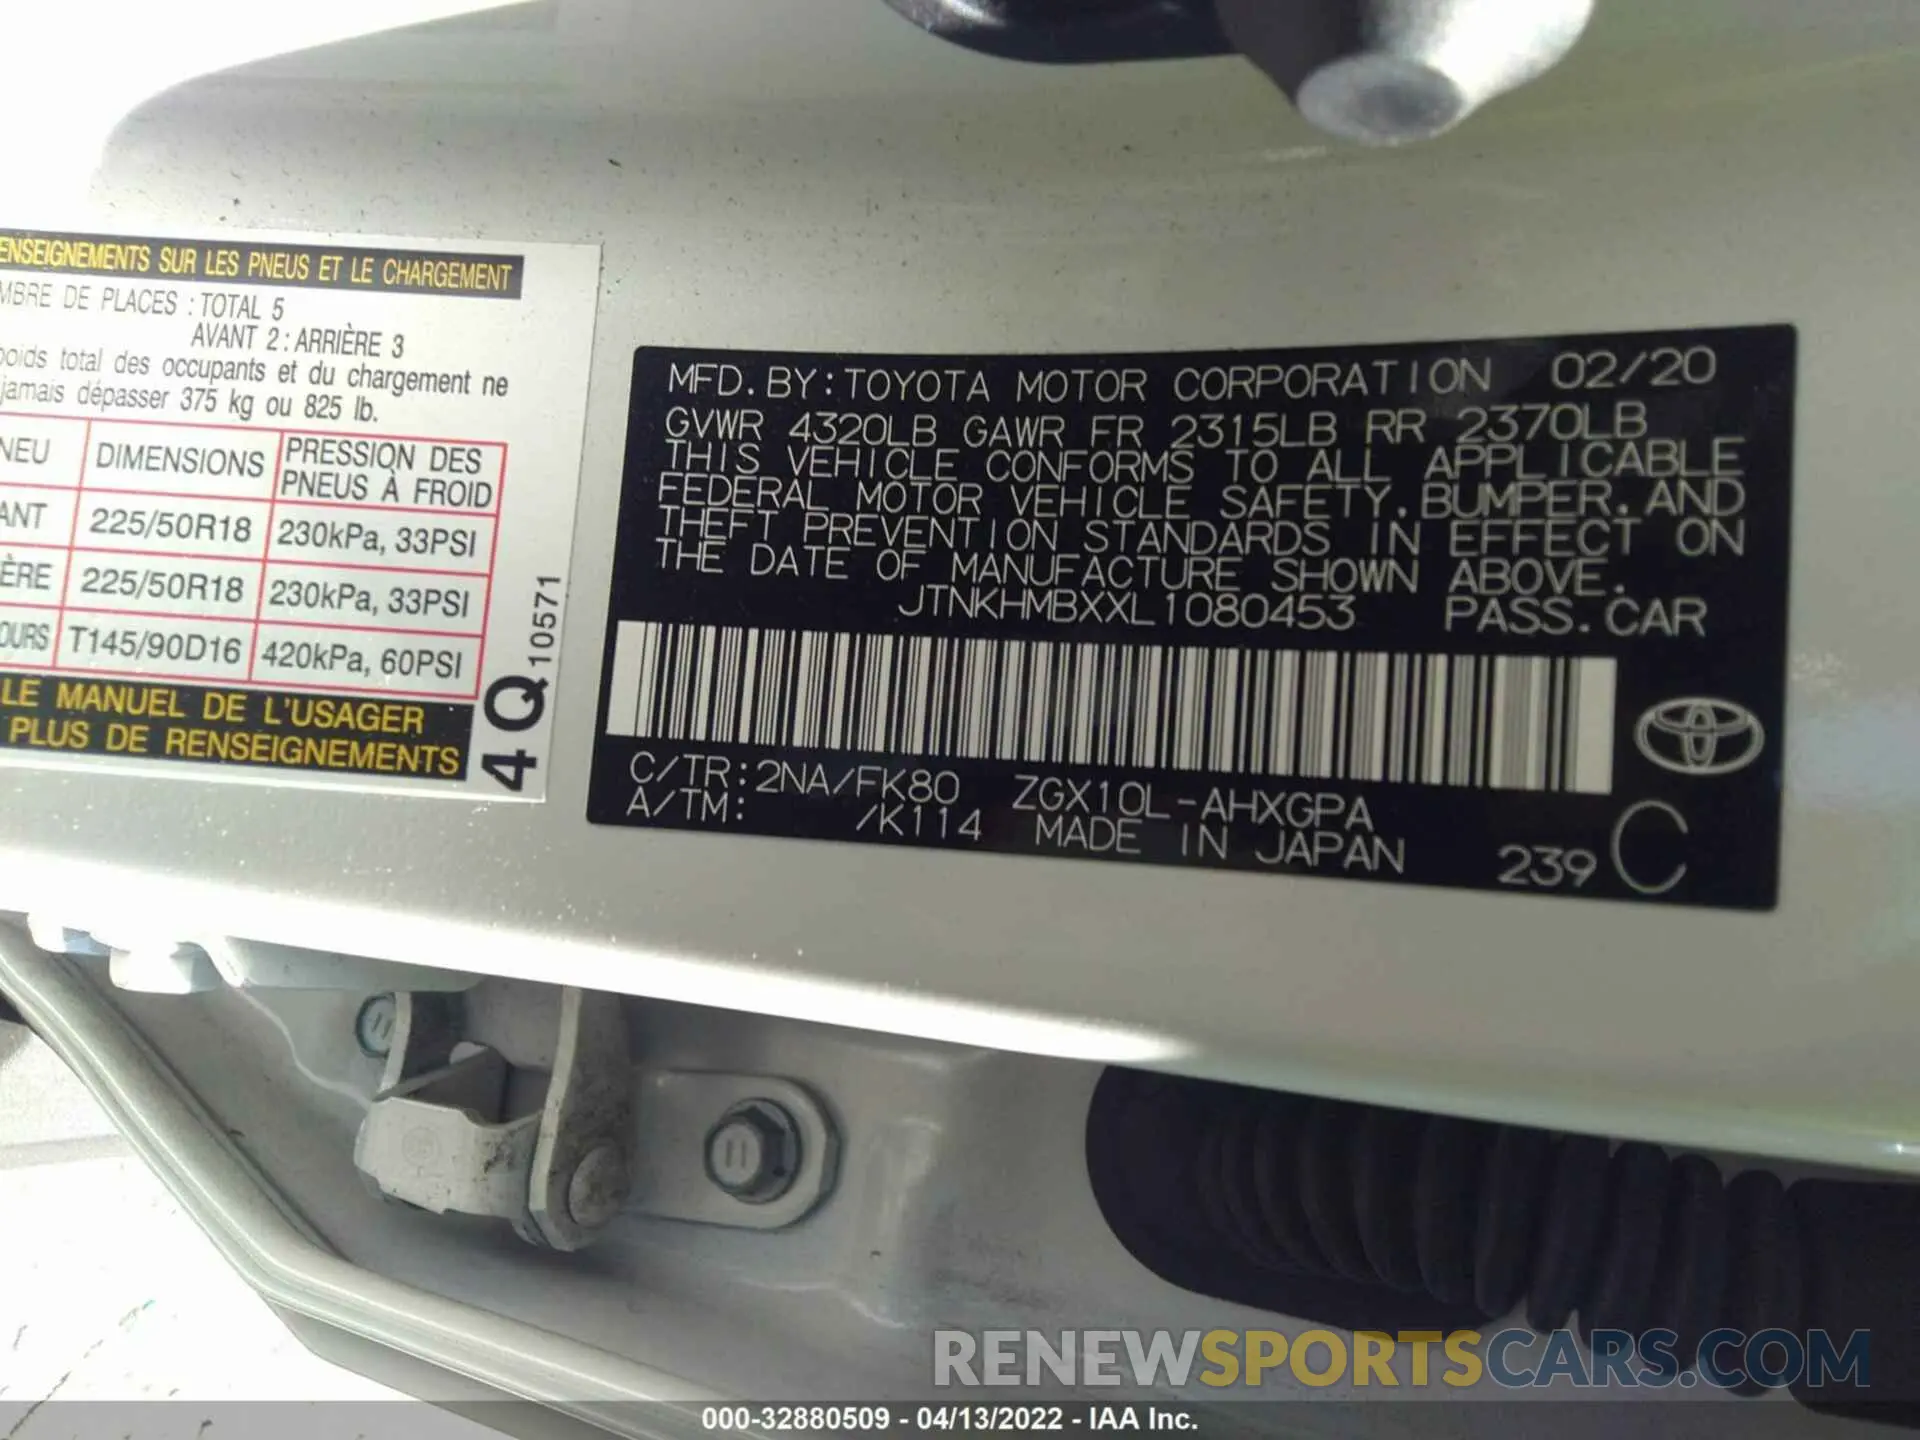 ENSEIGNEMENTS SUR LES PNEUS ET LE CHARGEMENT
MBRE DE PLACES : TOTAL 5
AVANT 2 : ARRIÈRE 3
poids total des occupants et du chargement ne
jamais dépasser 375 kg ou 825 lb.
NEU DIMENSIONS PRESSION DES PNEUS À FROID
ANT 225/50R18 230kPa, 33PSI
ÈRE 225/50R18 230kPa, 33PSI
OURS T145/90D16 420kPa, 60PSI
LE MANUEL DE L'USAGER
PLUS DE RENSEIGNEMENTS
4Q 10571
MFD. BY: TOYOTA MOTOR CORPORATION 02/20
GVWR 4320LB GAWR FR 2315LB RR 2370LB
THIS VEHICLE CONFORMS TO ALL APPLICABLE
FEDERAL MOTOR VEHICLE SAFETY, BUMPER, AND
THEFT PREVENTION STANDARDS IN EFFECT ON
THE DATE OF MANUFACTURE SHOWN ABOVE.
JTNKHMBXXL1080453 PASS. CAR
C/TR: 2NA/FK80 ZGX10L-AHXGPA
A/TM: /K114 MADE IN JAPAN 239 C
RENEWSPORTSCARS.COM
000-32880509 - 04/13/2022 - IAA Inc.